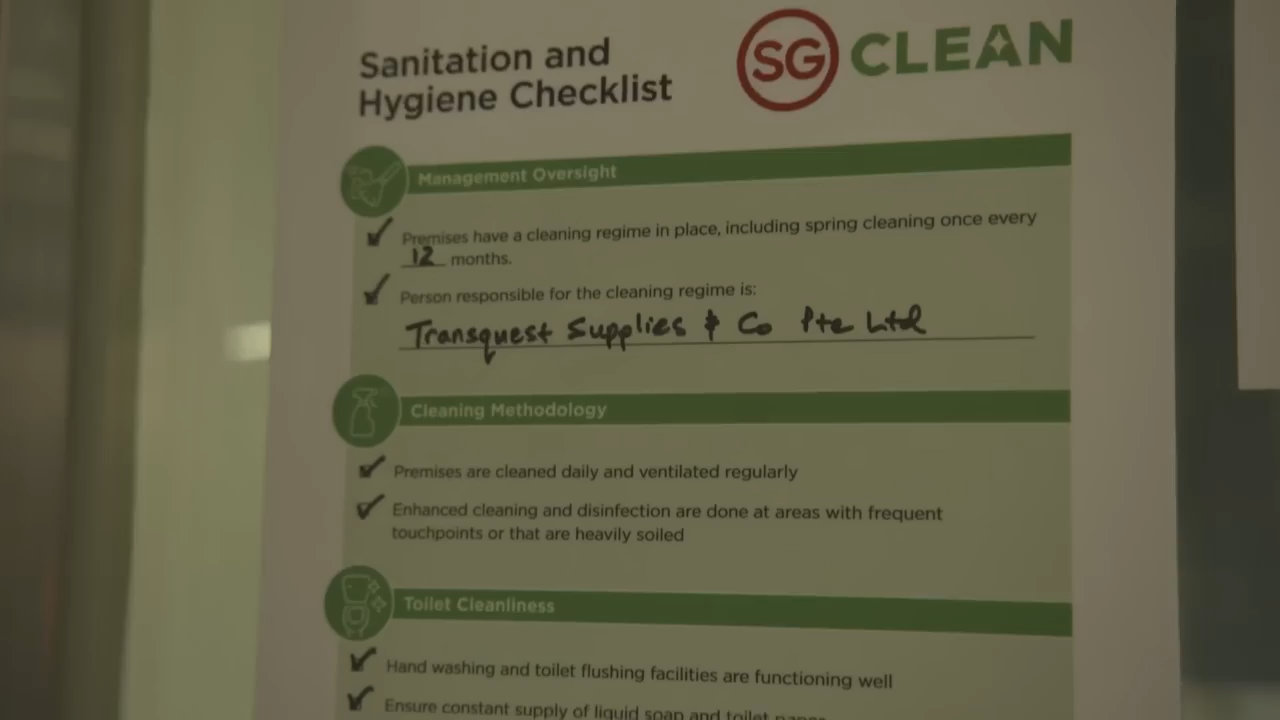 Sanitation and
Hygiene Checklist
SG CLEAN
Management Oversight
Premises have a cleaning regime in place, including spring cleaning once every
12 months.
Person responsible for the cleaning regime is:
Transquest Supplies & Co Pte Ltd
Cleaning Methodology
Premises are cleaned daily and ventilated regularly
Enhanced cleaning and disinfection are done at areas with frequent
touchpoints or that are heavily soiled
Toilet Cleanliness
Hand washing and toilet flushing facilities are functioning well
Ensure constant supply of liquid soap and toilet paper